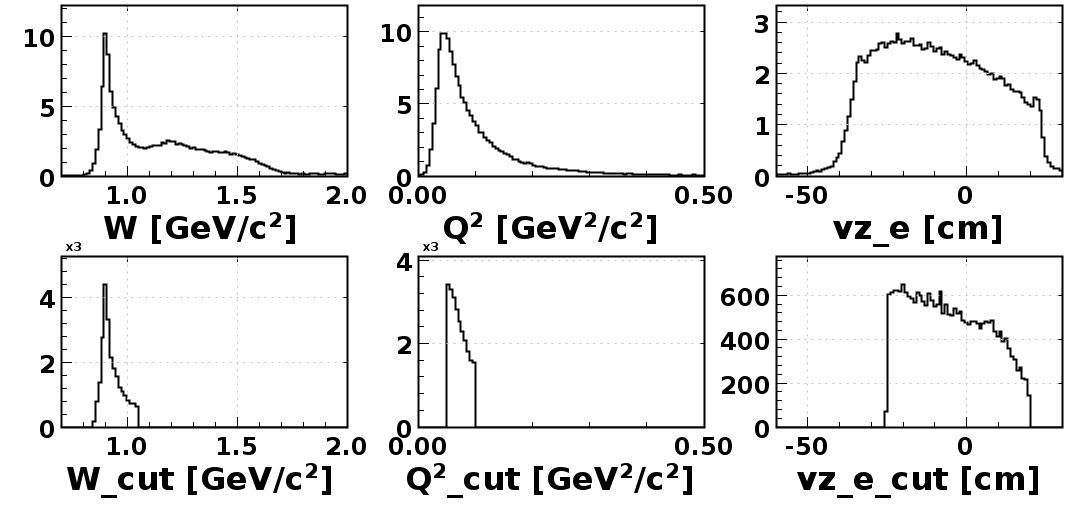 10
5
0
1.0 1.5 2.0
W [GeV/c²]
10
5
0
0.00 0.50
Q² [GeV²/c²]
3
2
1
0
-50 0
vz_e [cm]
x3
4
2
0
1.0 1.5 2.0
W_cut [GeV/c²]
x3
4
2
0
0.00 0.50
Q²_cut [GeV²/c²]
600
400
200
0
-50 0
vz_e_cut [cm]